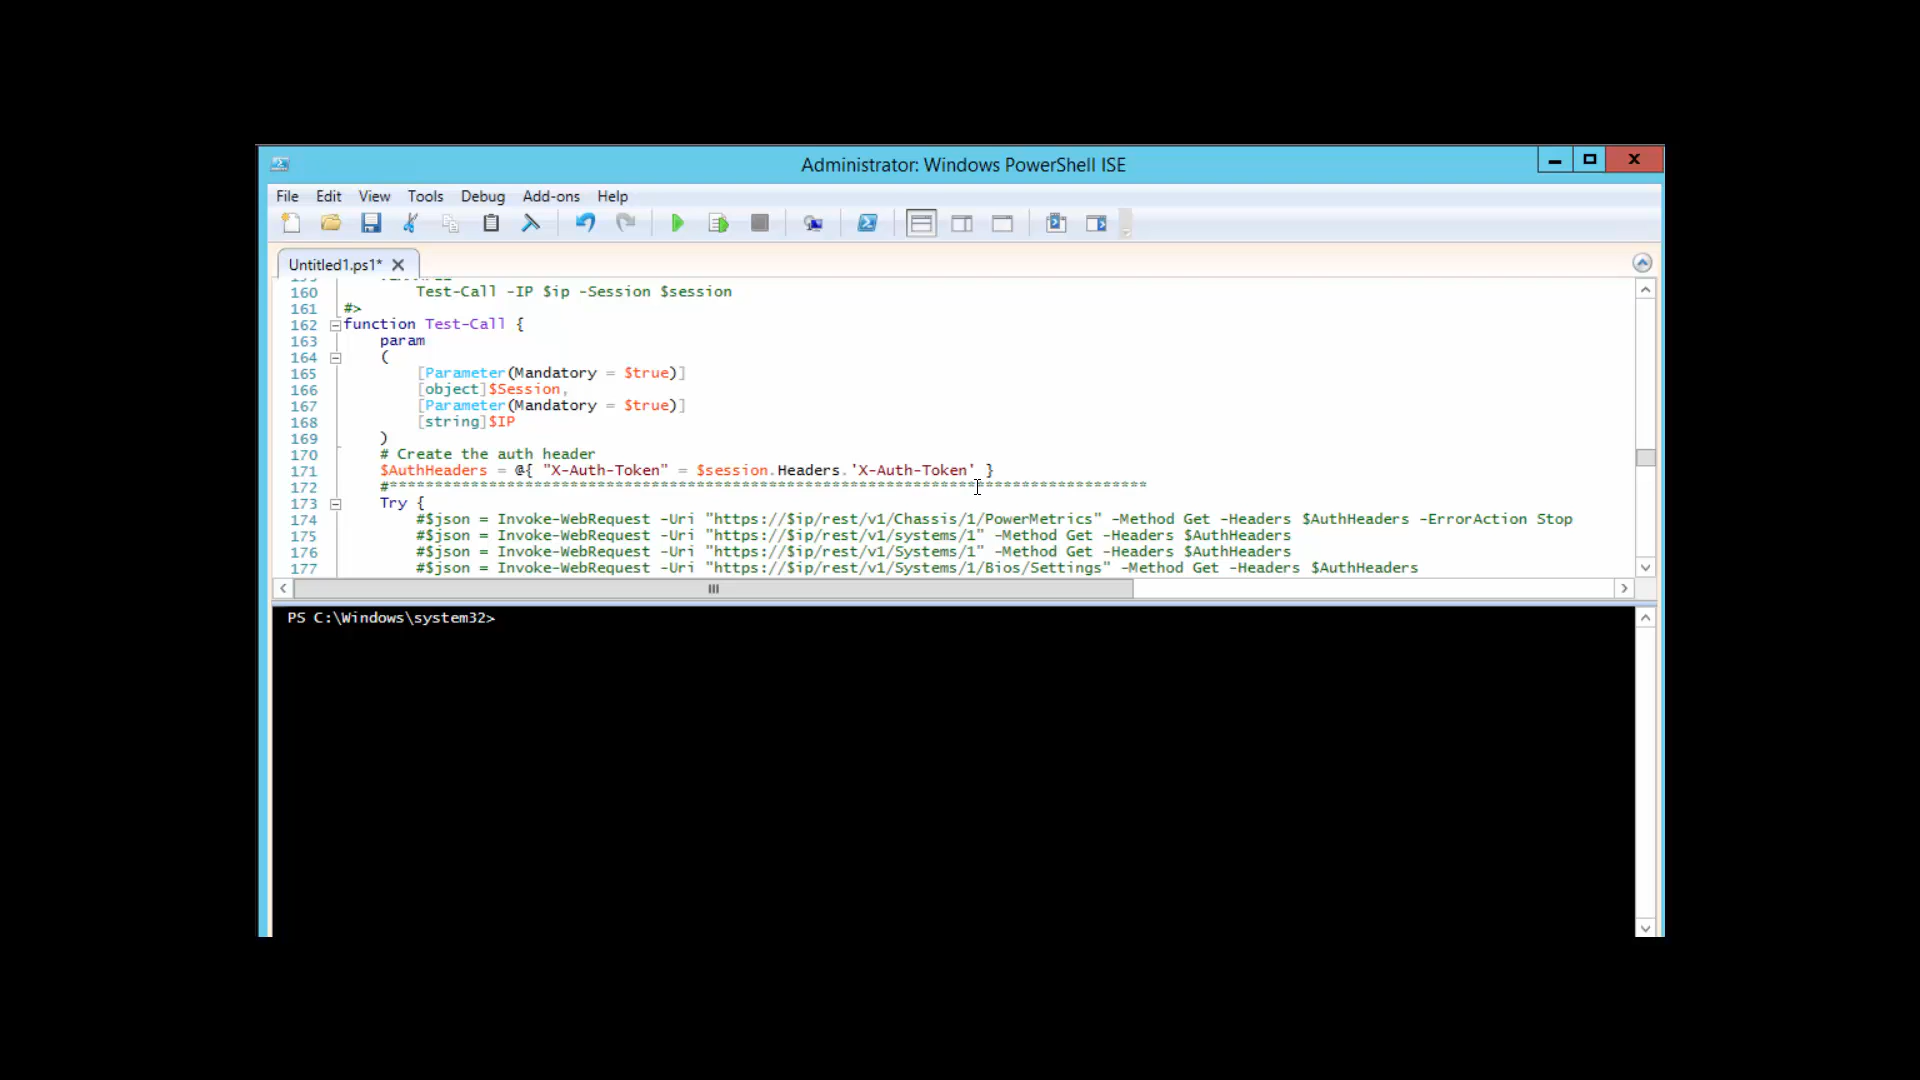 Administrator: Windows PowerShell ISE
File Edit View Tools Debug Add-ons Help
Untitled1.ps1*
160 Test-Call -IP $ip -Session $session
161 #>
162 function Test-Call {
163 param
164 (
165 [Parameter(Mandatory = $true)]
166 [object]$Session,
167 [Parameter(Mandatory = $true)]
168 [string]$IP
169 )
170 # Create the auth header
171 $AuthHeaders = @{ "X-Auth-Token" = $session.Headers.'X-Auth-Token' }
172 #************************************************************************************
173 Try {
174 #$json = Invoke-WebRequest -Uri "https://$ip/rest/v1/Chassis/1/PowerMetrics" -Method Get -Headers $AuthHeaders -ErrorAction Stop
175 #$json = Invoke-WebRequest -Uri "https://$ip/rest/v1/systems/1" -Method Get -Headers $AuthHeaders
176 #$json = Invoke-WebRequest -Uri "https://$ip/rest/v1/Systems/1" -Method Get -Headers $AuthHeaders
177 #$json = Invoke-WebRequest -Uri "https://$ip/rest/v1/Systems/1/Bios/Settings" -Method Get -Headers $AuthHeaders
PS C:\Windows\system32>